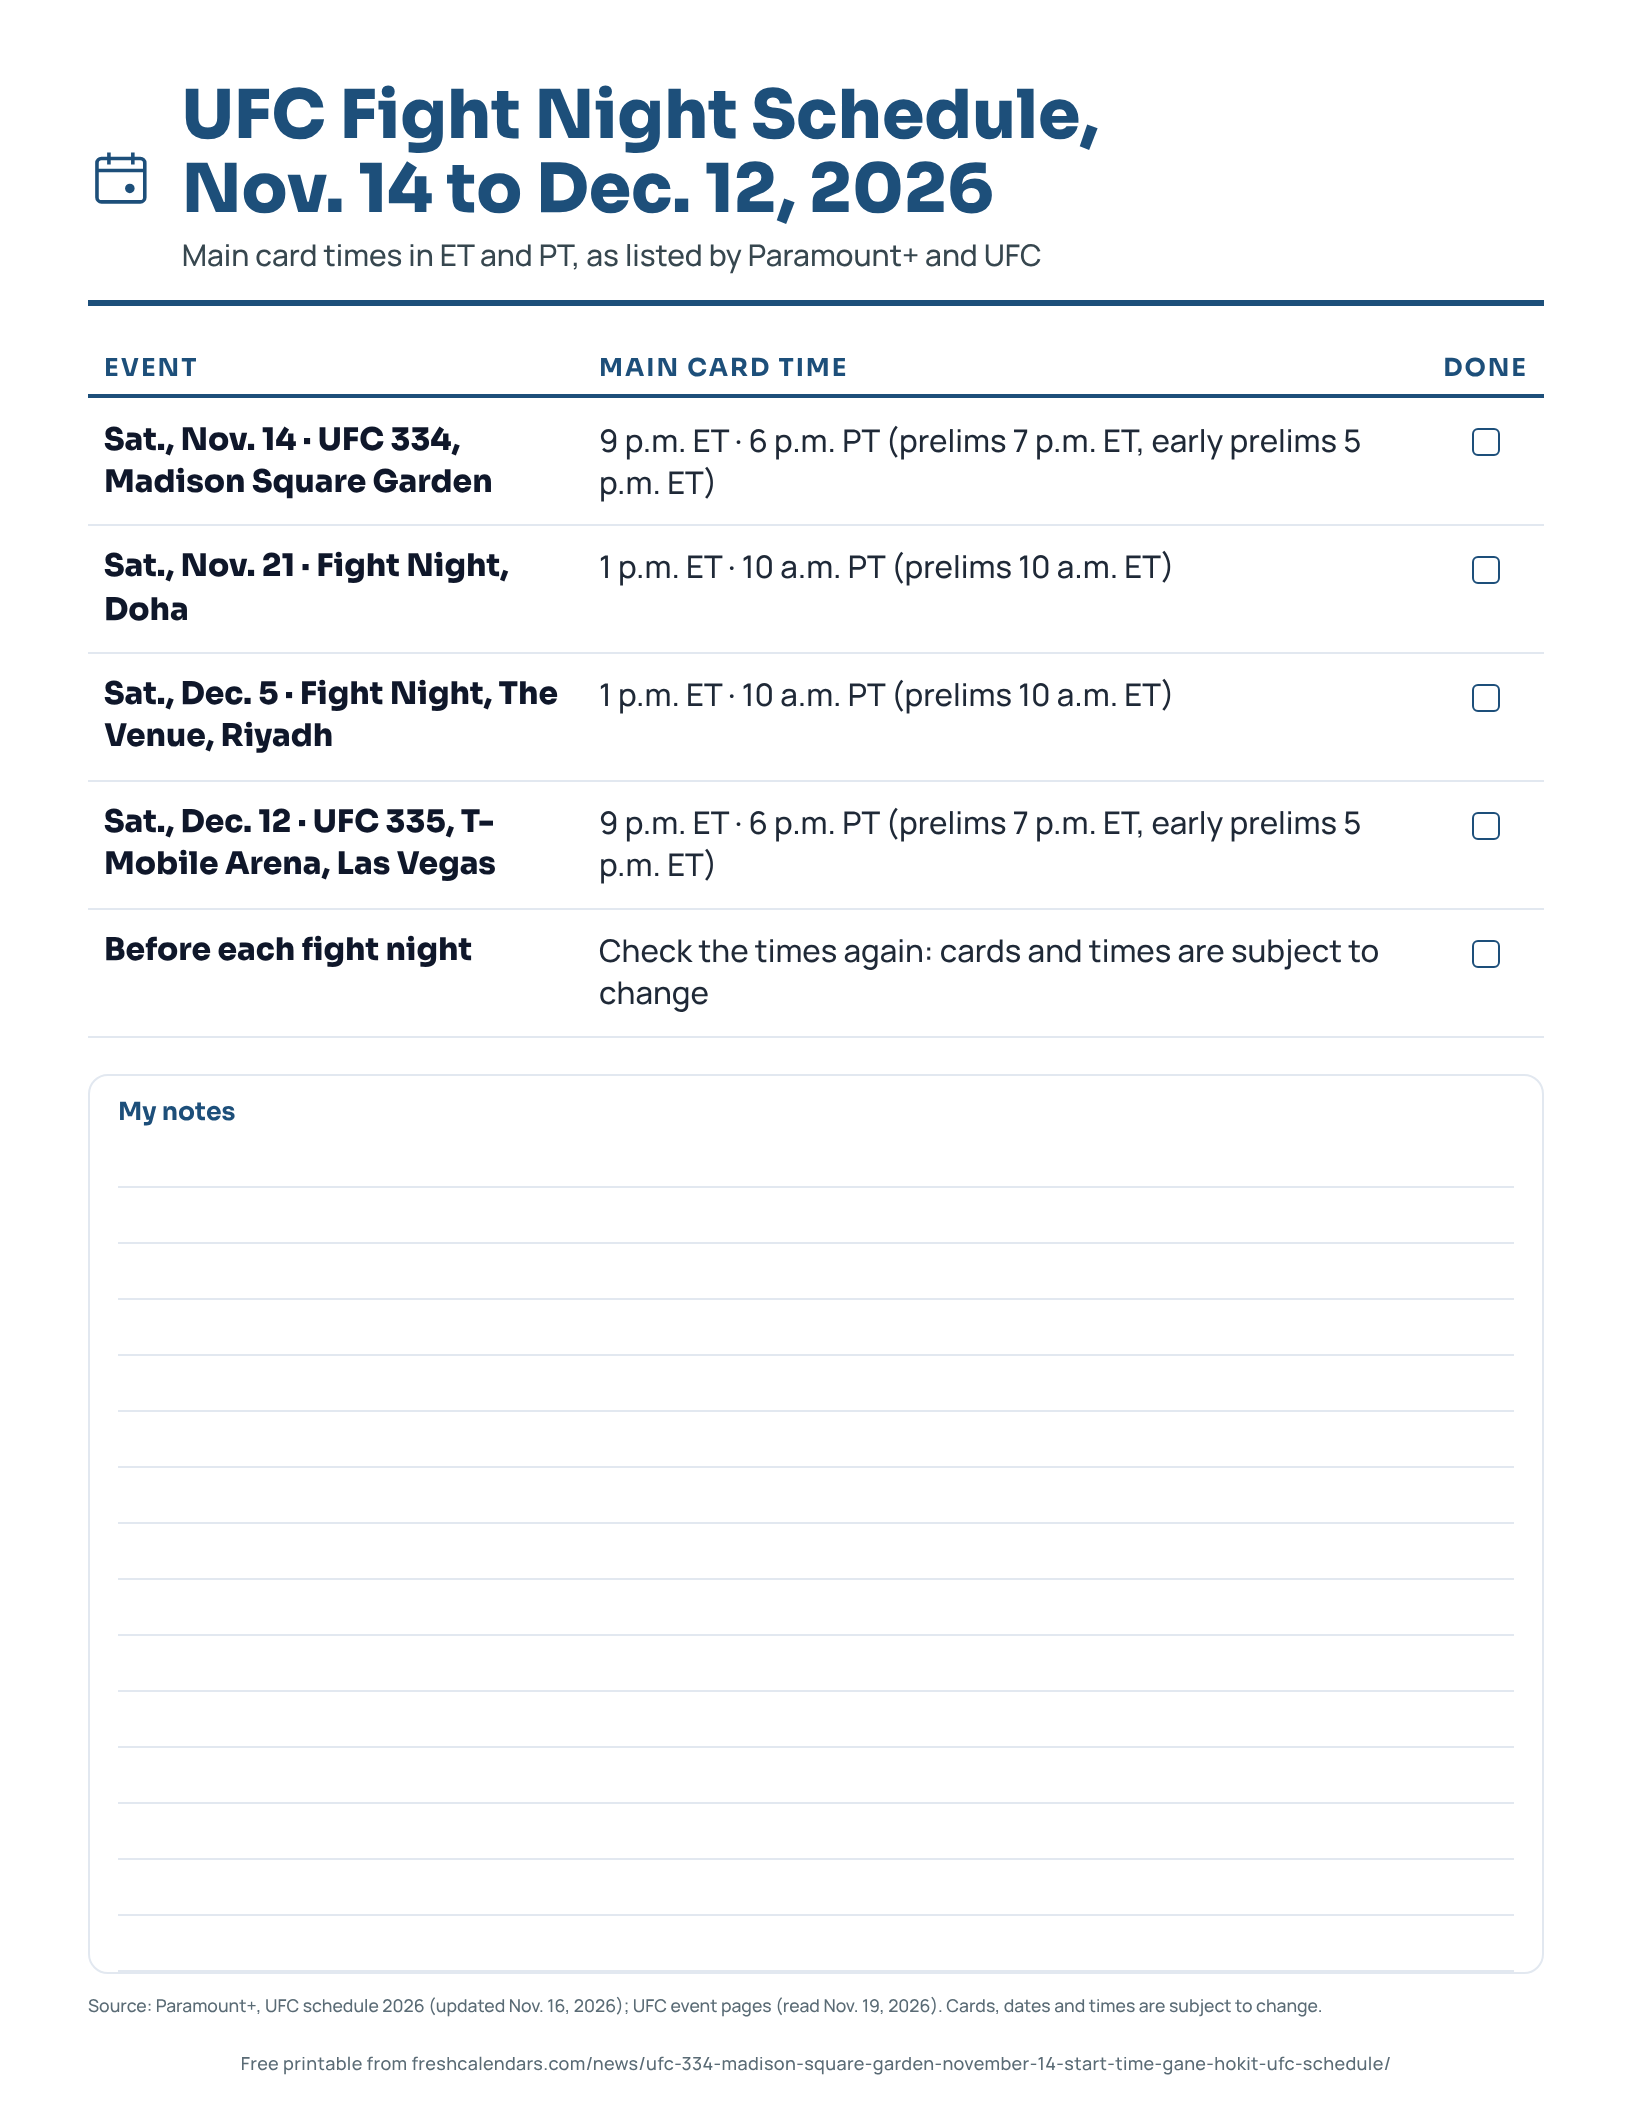 UFC Fight Night Schedule,
Nov. 14 to Dec. 12, 2026
Main card times in ET and PT, as listed by Paramount+ and UFC
EVENT
MAIN CARD TIME
DONE
Sat., Nov. 14 · UFC 334,
Madison Square Garden
9 p.m. ET · 6 p.m. PT (prelims 7 p.m. ET, early prelims 5
p.m. ET)
Sat., Nov. 21 · Fight Night,
Doha
1 p.m. ET · 10 a.m. PT (prelims 10 a.m. ET)
Sat., Dec. 5 · Fight Night, The
Venue, Riyadh
1 p.m. ET · 10 a.m. PT (prelims 10 a.m. ET)
Sat., Dec. 12 · UFC 335, T-
Mobile Arena, Las Vegas
9 p.m. ET · 6 p.m. PT (prelims 7 p.m. ET, early prelims 5
p.m. ET)
Before each fight night
Check the times again: cards and times are subject to
change
My notes
Source: Paramount+, UFC schedule 2026 (updated Nov. 16, 2026); UFC event pages (read Nov. 19, 2026). Cards, dates and times are subject to change.
Free printable from freshcalendars.com/news/ufc-334-madison-square-garden-november-14-start-time-gane-hokit-ufc-schedule/